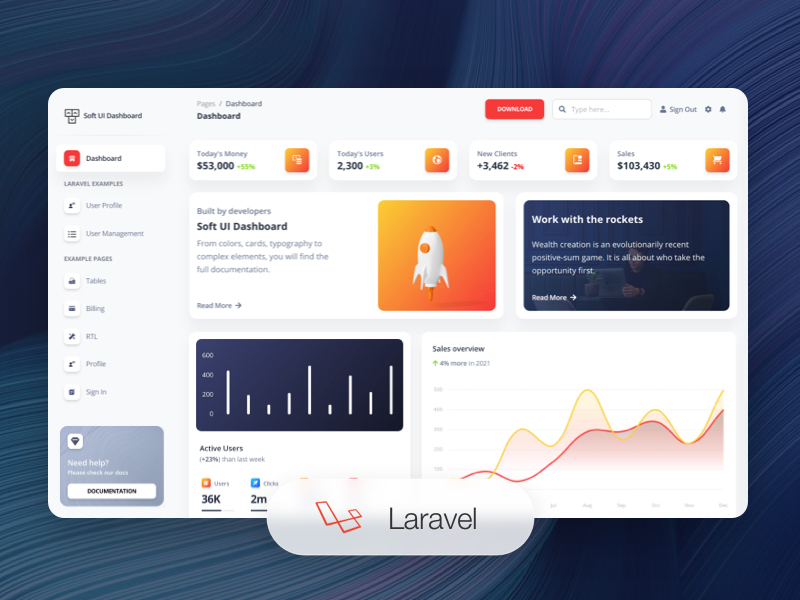 Soft UI Dashboard
Pages / Dashboard
Dashboard
DOWNLOAD
Type here...
Sign Out
Dashboard
LARAVEL EXAMPLES
User Profile
User Management
EXAMPLE PAGES
Tables
Billing
RTL
Profile
Sign In
Need help?
Please check our docs
DOCUMENTATION
Today's Money
$53,000 +55%
Today's Users
2,300 +3%
New Clients
+3,462 -2%
Sales
$103,430 +5%
Built by developers
Soft UI Dashboard
From colors, cards, typography to
complex elements, you will find the
full documentation.
Read More
Work with the rockets
Wealth creation is an evolutionarily recent
positive-sum game. It is all about who take the
opportunity first.
Read More
600
400
200
0
Active Users
(+23%) than last week
Users
36K
Clicks
2m
Sales overview
4% more in 2021
500
400
300
200
100
Jul
Aug
Sep
Oct
Nov
Dec
Laravel